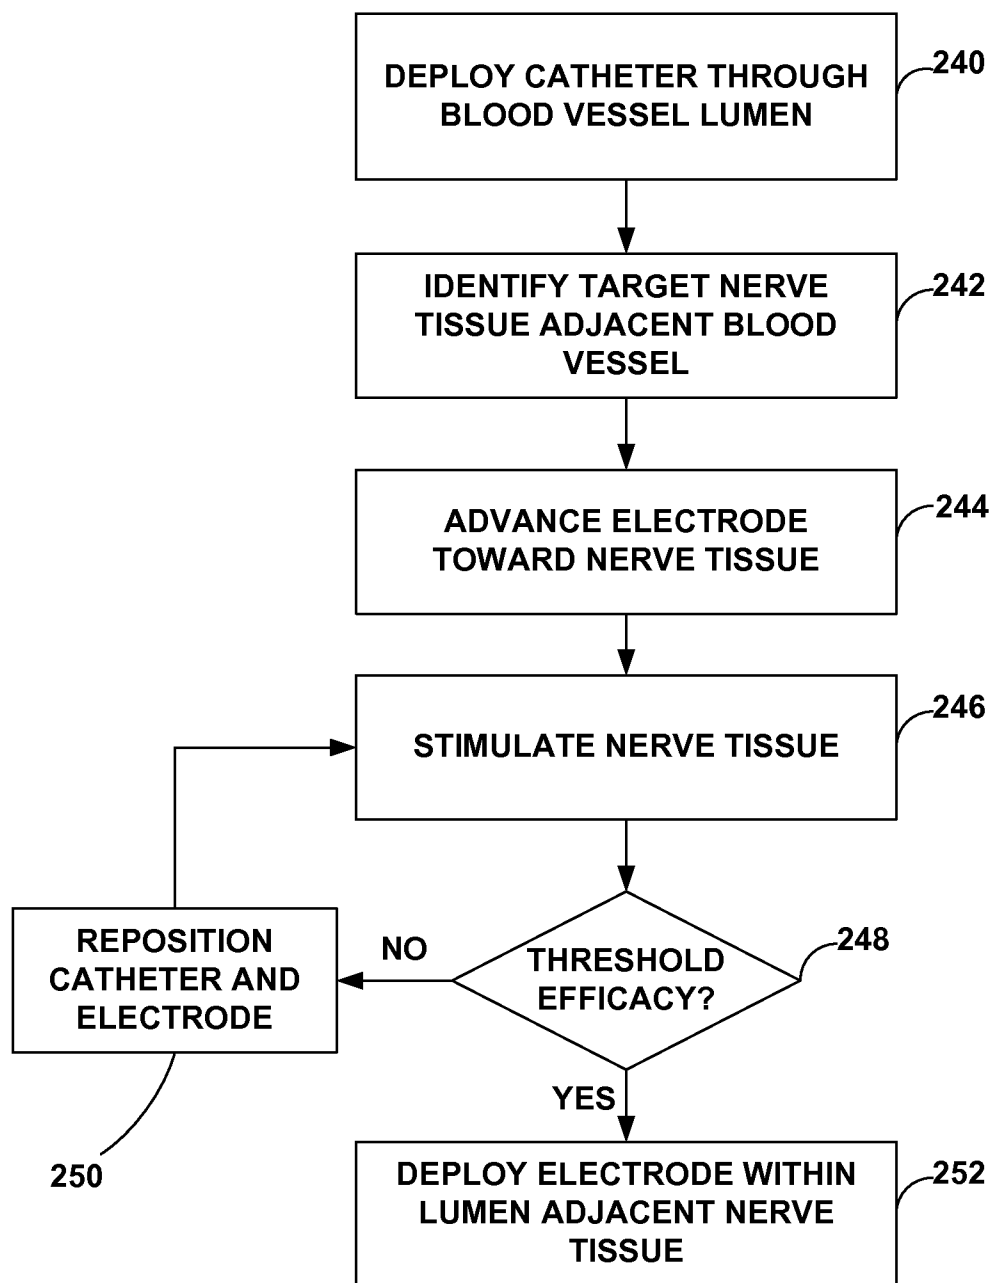 DEPLOY CATHETER THROUGH
BLOOD VESSEL LUMEN
240
IDENTIFY TARGET NERVE
TISSUE ADJACENT BLOOD
VESSEL
242
ADVANCE ELECTRODE
TOWARD NERVE TISSUE
244
STIMULATE NERVE TISSUE
246
THRESHOLD
EFFICACY?
248
NO
REPOSITION
CATHETER AND
ELECTRODE
250
YES
DEPLOY ELECTRODE WITHIN
LUMEN ADJACENT NERVE
TISSUE
252